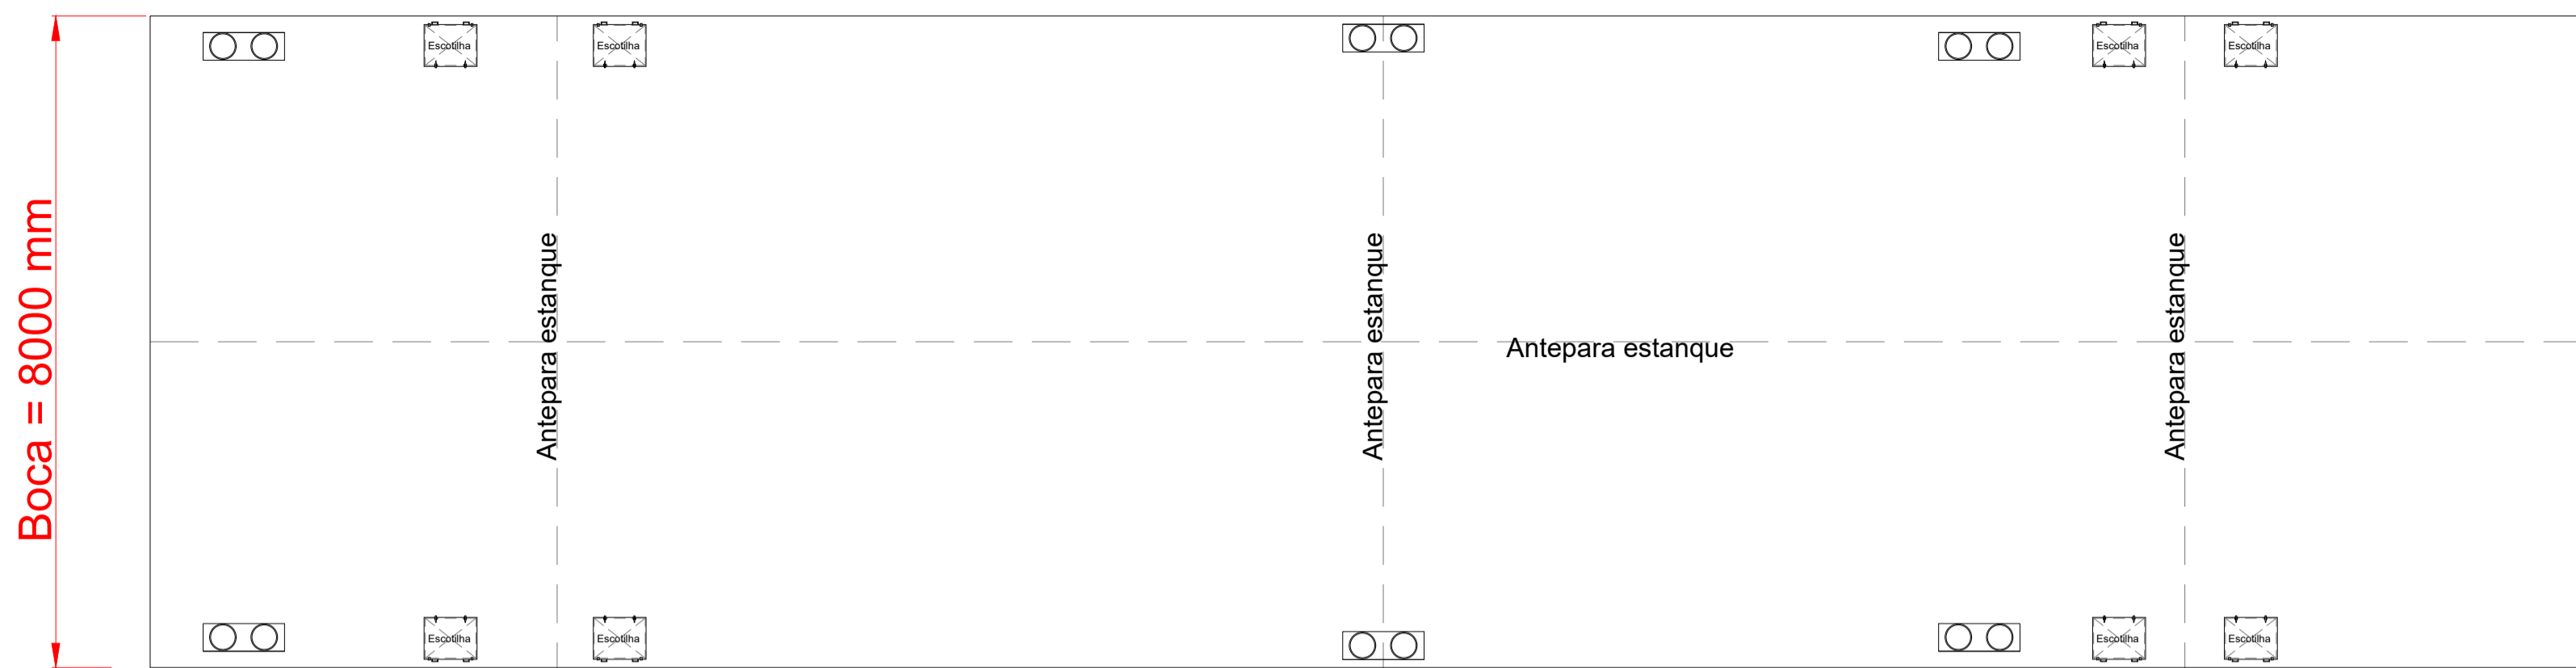 Escotilha
Escotilha
Escotilha
Escotilha
Boca = 8000 mm
Antepara estanque
Antepara estanque
Antepara estanque
Antepara estanque
Escotilha
Escotilha
Escotilha
Escotilha